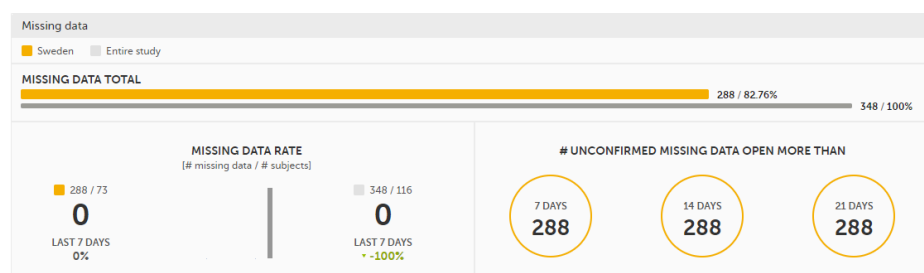 Missing data
Sweden Entire study
MISSING DATA TOTAL
288 / 82.76%
348 / 100%
MISSING DATA RATE
[# missing data / # subjects]
288 / 73
0
LAST 7 DAYS
0%
348 / 116
0
LAST 7 DAYS
▼ -100%
# UNCONFIRMED MISSING DATA OPEN MORE THAN
7 DAYS
288
14 DAYS
288
21 DAYS
288